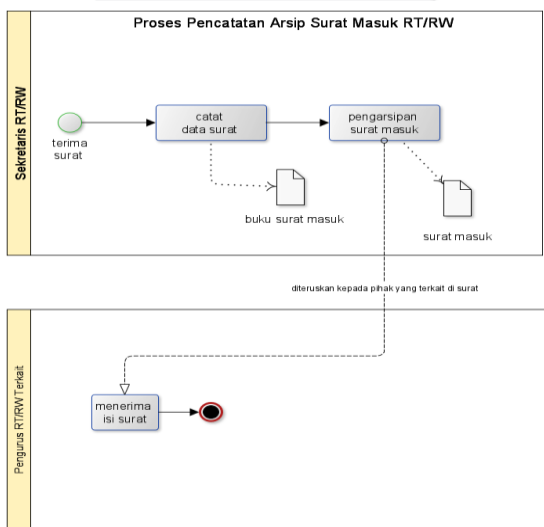 Proses Pencatatan Arsip Surat Masuk RT/RW
Sekretaris RT/RW
terima
surat
catat
data surat
pengarsipan
surat masuk
buku surat masuk
surat masuk
diteruskan kepada pihak yang terkait di surat
Pengurus RT/RW Terkait
menerima
isi surat